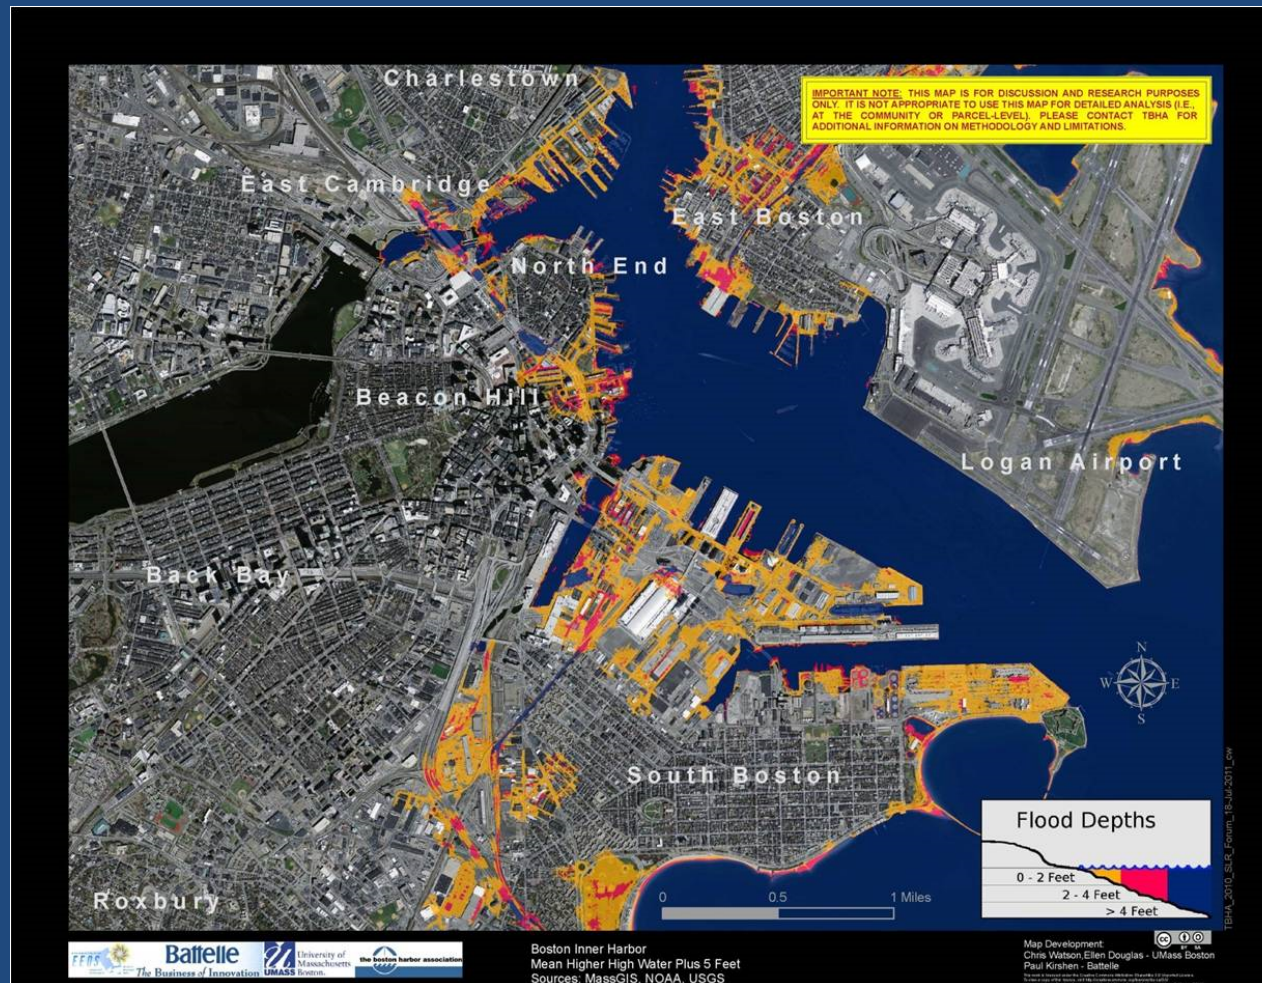 Charlestown
IMPORTANT NOTE: THIS MAP IS FOR DISCUSSION AND RESEARCH PURPOSES
ONLY. IT IS NOT APPROPRIATE TO USE THIS MAP FOR DETAILED ANALYSIS (I.E.,
AT THE COMMUNITY OR PARCEL-LEVEL). PLEASE CONTACT TBHA FOR
ADDITIONAL INFORMATION ON METHODOLOGY AND LIMITATIONS.
East Cambridge
East Boston
North End
Beacon Hill
Logan Airport
Back Bay
N
W E
S
South Boston
Roxbury
0 0.5 1 Miles
Flood Depths
0 - 2 Feet
2 - 4 Feet
> 4 Feet
TBHA_2010_SLR_Forum_18-Jul-2011_cw
Battelle
The Business of Innovation
UMASS
University of
Massachusetts
Boston.
the boston harbor association
Boston Inner Harbor
Mean Higher High Water Plus 5 Feet
Sources: MassGIS, NOAA, USGS
Map Development:
Chris Watson,Ellen Douglas - UMass Boston
Paul Kirshen - Battelle
cc
BY SA